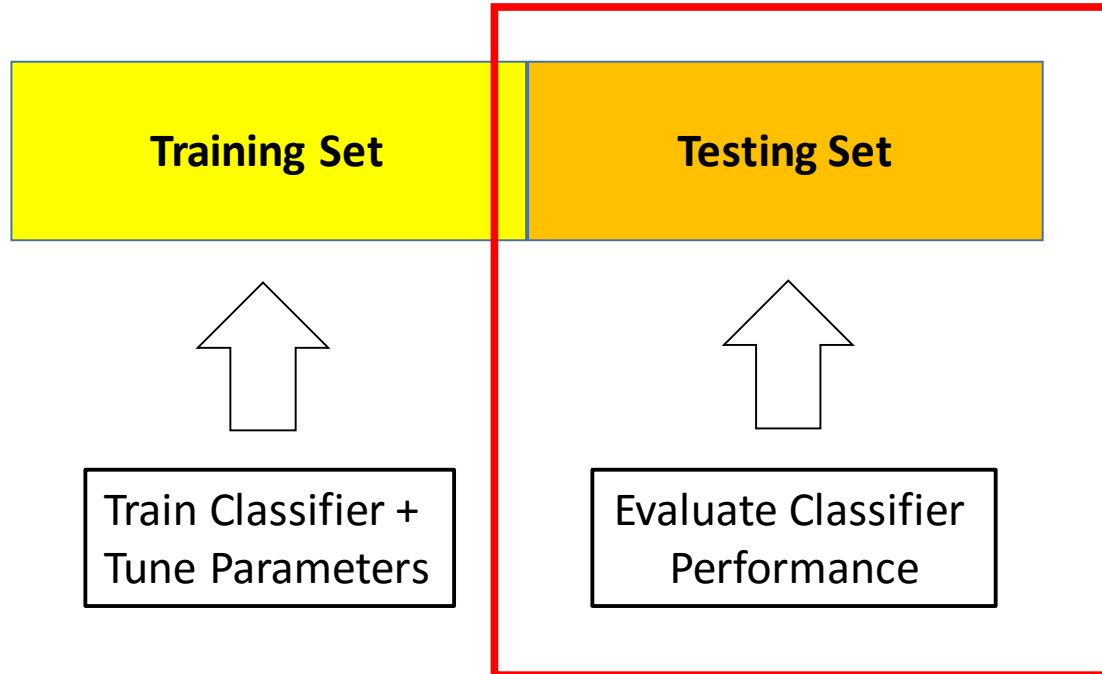 Training Set
Testing Set
Train Classifier +
Tune Parameters
Evaluate Classifier
Performance